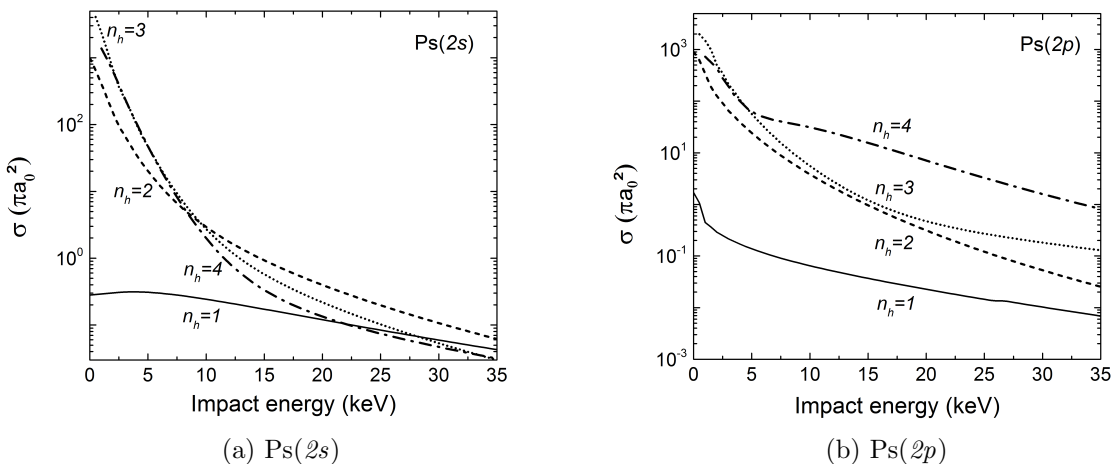 n_h=3
Ps(2s)
10^2
n_h=2
10^0
n_h=4
n_h=1
σ (πa_0^2)
0 5 10 15 20 25 30 35
Impact energy (keV)
(a) Ps(2s)
10^3
Ps(2p)
n_h=4
10^1
n_h=3
n_h=2
10^-1
n_h=1
10^-3
σ (πa_0^2)
0 5 10 15 20 25 30 35
Impact energy (keV)
(b) Ps(2p)